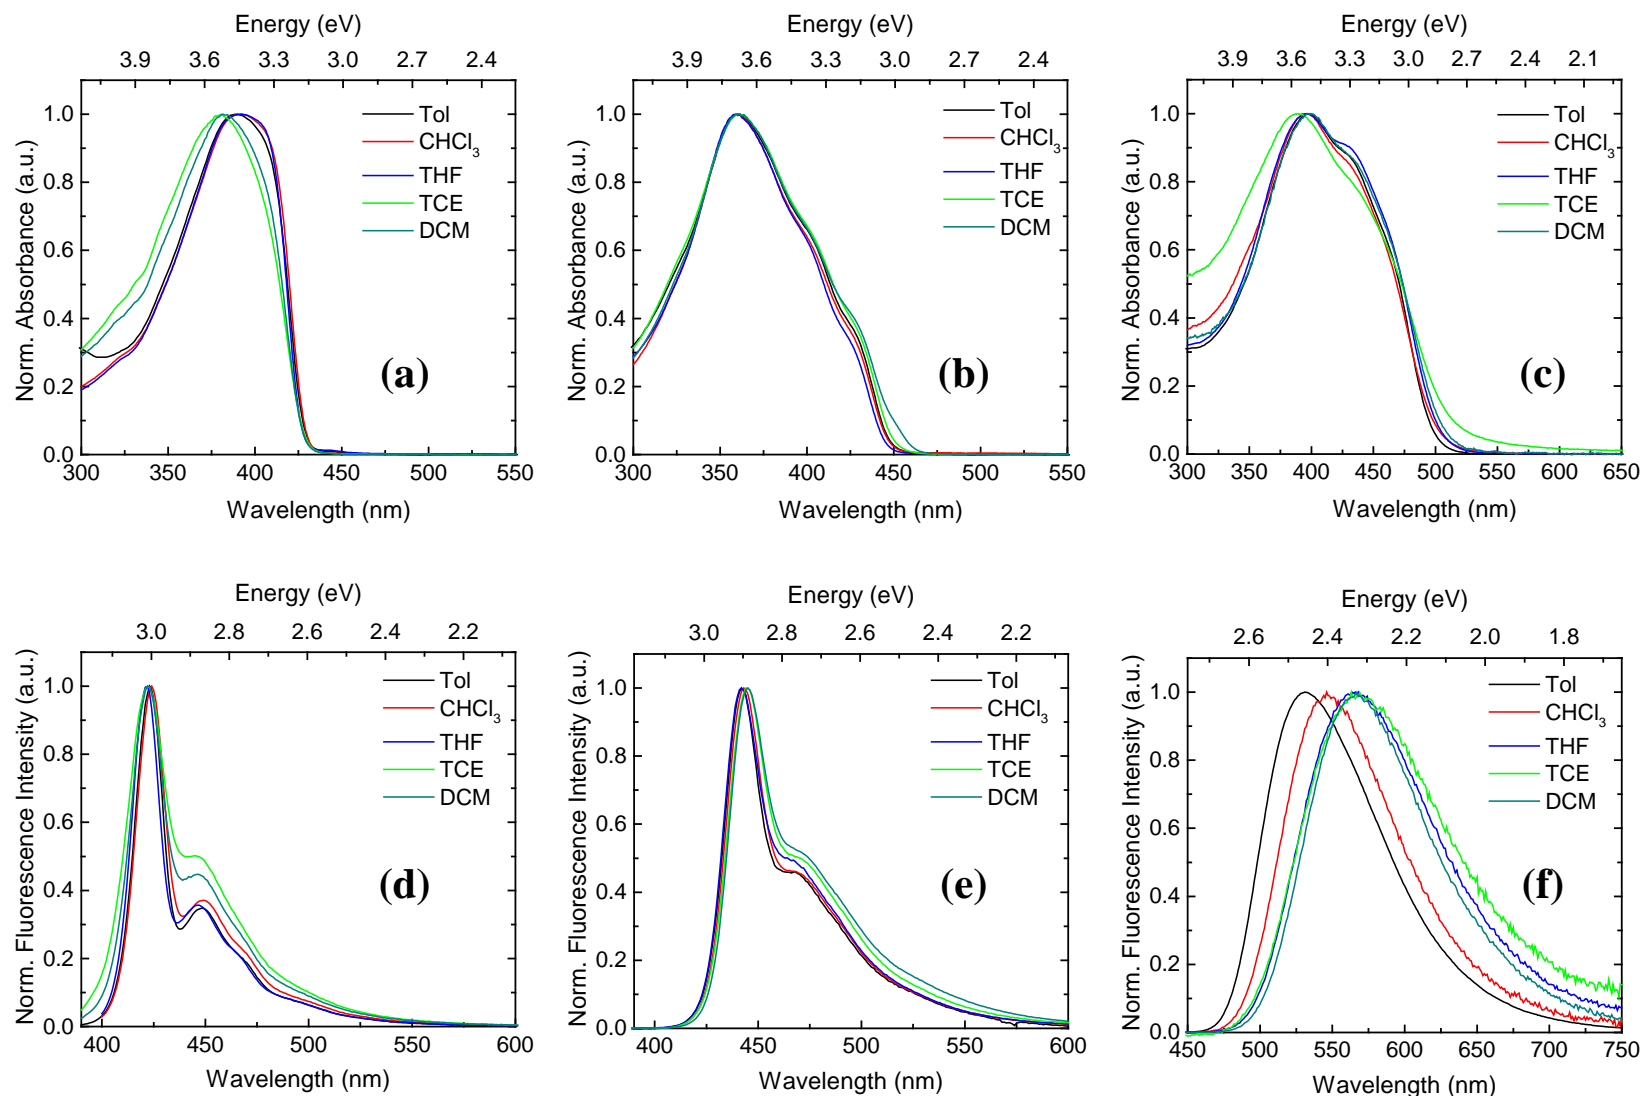 Energy (eV)
3.9 3.6 3.3 3.0 2.7 2.4
Norm. Absorbance (a.u.)
1.0
0.8
0.6
0.4
0.2
0.0
Tol
CHCl3
THF
TCE
DCM
(a)
300 350 400 450 500 550
Wavelength (nm)
Energy (eV)
3.9 3.6 3.3 3.0 2.7 2.4
Norm. Absorbance (a.u.)
1.0
0.8
0.6
0.4
0.2
0.0
Tol
CHCl3
THF
TCE
DCM
(b)
300 350 400 450 500 550
Wavelength (nm)
Energy (eV)
3.9 3.6 3.3 3.0 2.7 2.4 2.1
Norm. Absorbance (a.u.)
1.0
0.8
0.6
0.4
0.2
0.0
Tol
CHCl3
THF
TCE
DCM
(c)
300 350 400 450 500 550 600 650
Wavelength (nm)
Energy (eV)
3.0 2.8 2.6 2.4 2.2
Norm. Fluorescence Intensity (a.u.)
1.0
0.8
0.6
0.4
0.2
0.0
Tol
CHCl3
THF
TCE
DCM
(d)
400 450 500 550 600
Wavelength (nm)
Energy (eV)
3.0 2.8 2.6 2.4 2.2
Norm. Fluorescence Intensity (a.u.)
1.0
0.8
0.6
0.4
0.2
0.0
Tol
CHCl3
THF
TCE
DCM
(e)
400 450 500 550 600
Wavelength (nm)
Energy (eV)
2.6 2.4 2.2 2.0 1.8
Norm. Fluorescence Intensity (a.u.)
1.0
0.8
0.6
0.4
0.2
0.0
Tol
CHCl3
THF
TCE
DCM
(f)
450 500 550 600 650 700 750
Wavelength (nm)